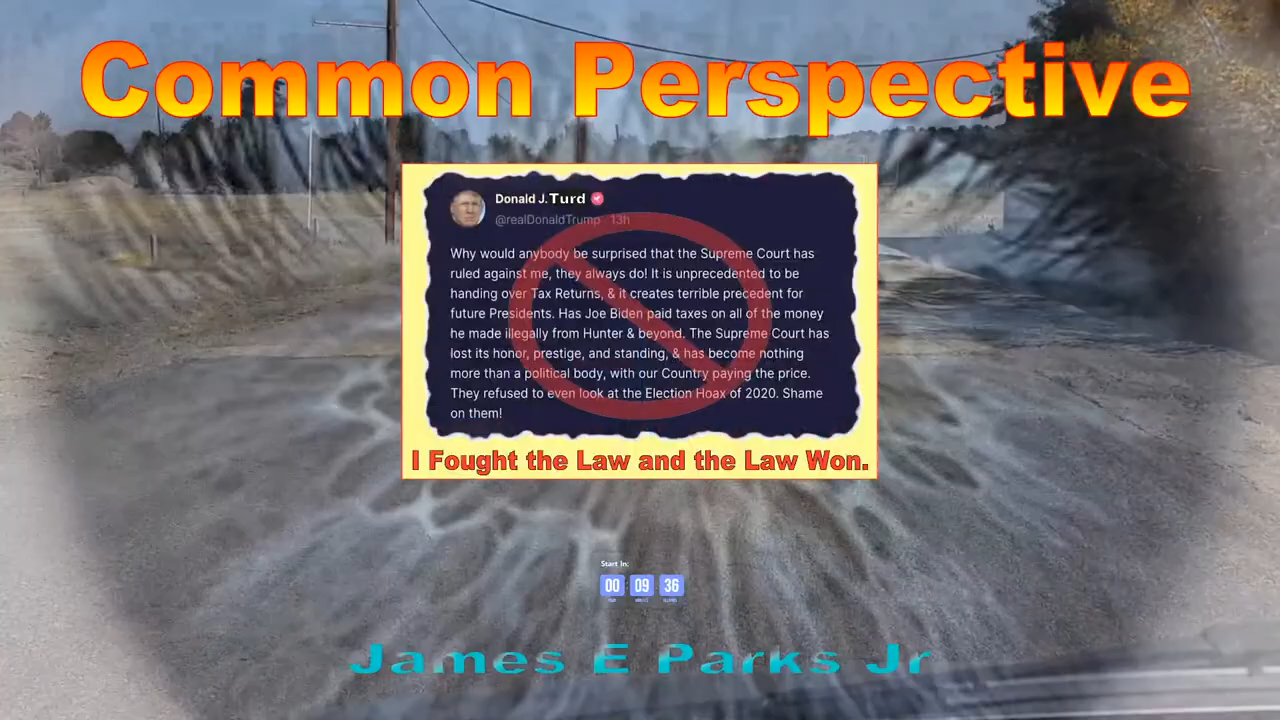 Common Perspective
Donald J. Turd
@realDonaldTrump · 13h
Why would anybody be surprised that the Supreme Court has
ruled against me, they always do! It is unprecedented to be
handing over Tax Returns, & it creates terrible precedent for
future Presidents. Has Joe Biden paid taxes on all of the money
he made illegally from Hunter & beyond. The Supreme Court has
lost its honor, prestige, and standing, & has become nothing
more than a political body, with our Country paying the price.
They refused to even look at the Election Hoax of 2020. Shame
on them!
I Fought the Law and the Law Won.
Start In:
00 09 36
James E Parks Jr